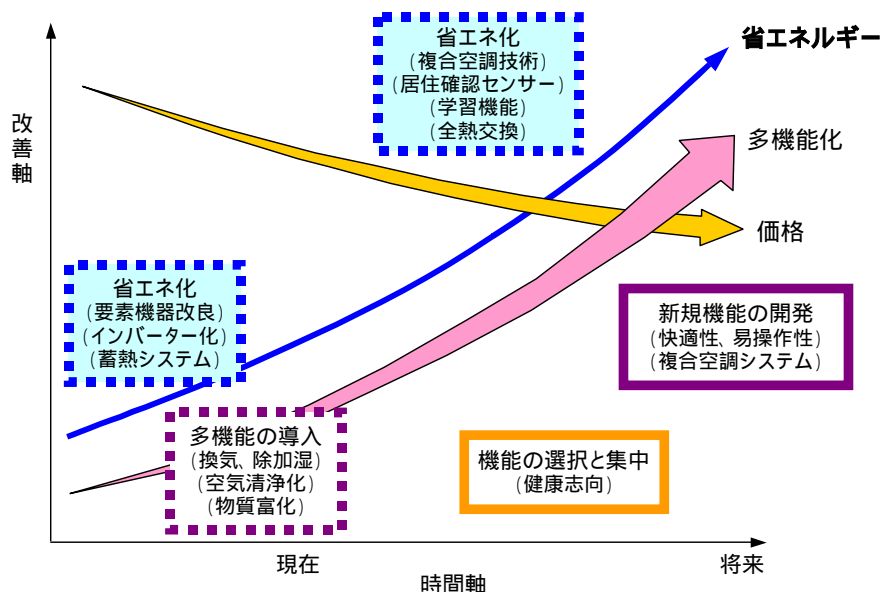 省エネ化
(複合空調技術)
(居住確認センサー)
(学習機能)
(全熱交換)
省エネルギー
多機能化
価格
改善軸
省エネ化
(要素機器改良)
(インバーター化)
(蓄熱システム)
新規機能の開発
(快適性、易操作性)
(複合空調システム)
多機能の導入
(換気、除加湿)
(空気清浄化)
(物質富化)
機能の選択と集中
(健康志向)
現在
将来
時間軸